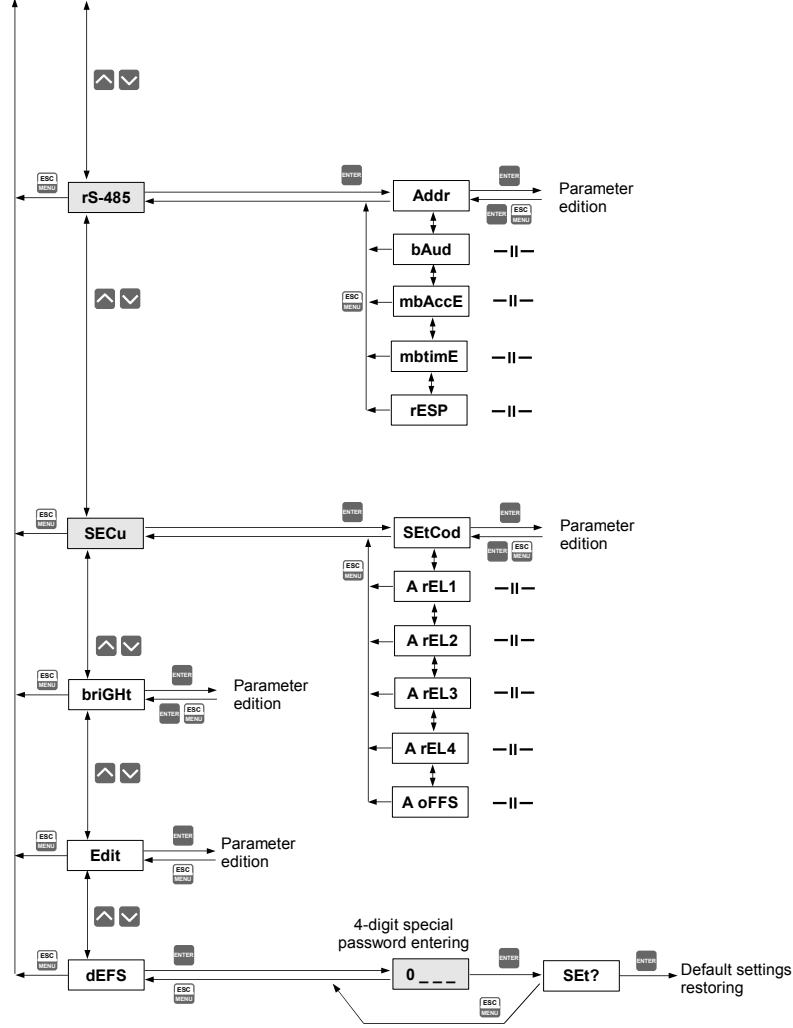 ESC
MENU
rS-485
ENTER
Addr
ENTER
ENTER
ESC
MENU
Parameter
edition
bAud
—II—
ESC
MENU
mbAccE
—II—
mbtimE
—II—
rESP
—II—
ESC
MENU
SECu
ENTER
SEtCod
ENTER
ENTER
ESC
MENU
Parameter
edition
ESC
MENU
A rEL1
—II—
A rEL2
—II—
A rEL3
—II—
A rEL4
—II—
A oFFS
—II—
ESC
MENU
briGHt
ENTER
ENTER
ESC
MENU
Parameter
edition
ESC
MENU
Edit
ENTER
ESC
MENU
Parameter
edition
ESC
MENU
dEFS
ENTER
ESC
MENU
4-digit special
password entering
0 _ _ _
ENTER
ESC
MENU
SEt?
ENTER
Default settings
restoring